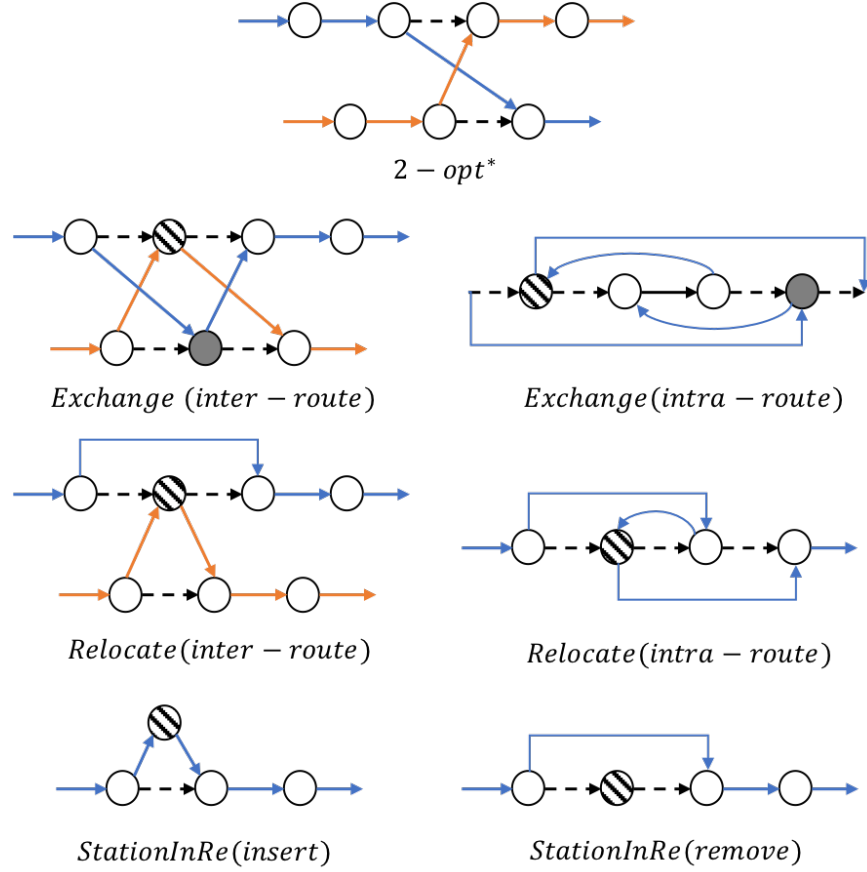 2 − opt*
Exchange (inter − route)
Exchange(intra − route)
Relocate(inter − route)
Relocate(intra − route)
StationInRe(insert)
StationInRe(remove)